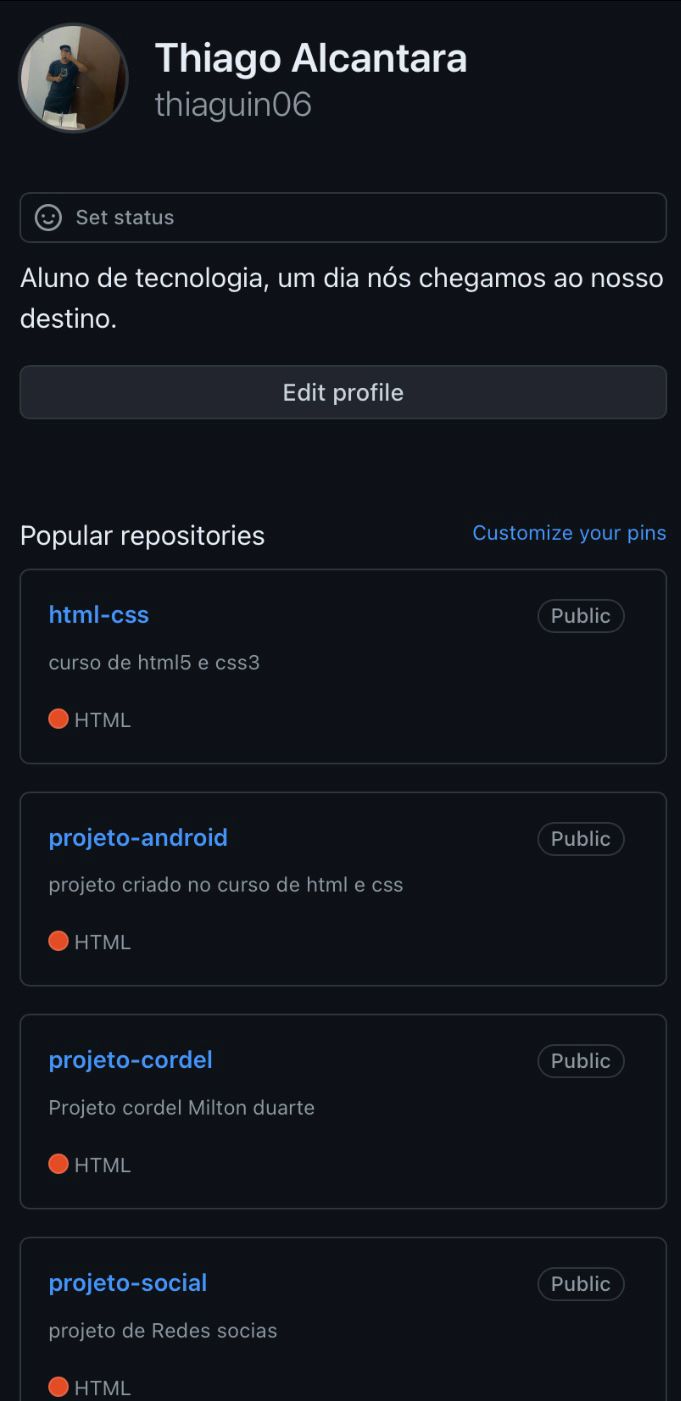 Thiago Alcantara
thiaguin06
Set status
Aluno de tecnologia, um dia nós chegamos ao nosso
destino.
Edit profile
Popular repositories
Customize your pins
html-css
Public
curso de html5 e css3
HTML
projeto-android
Public
projeto criado no curso de html e css
HTML
projeto-cordel
Public
Projeto cordel Milton duarte
HTML
projeto-social
Public
projeto de Redes socias
HTML